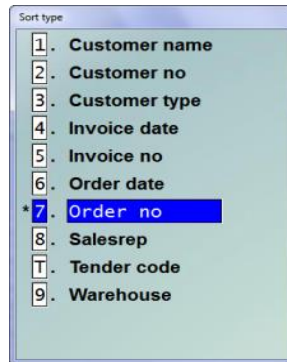 Sort type
1. Customer name
2. Customer no
3. Customer type
4. Invoice date
5. Invoice no
6. Order date
*7. Order no
8. Salesrep
T. Tender code
9. Warehouse